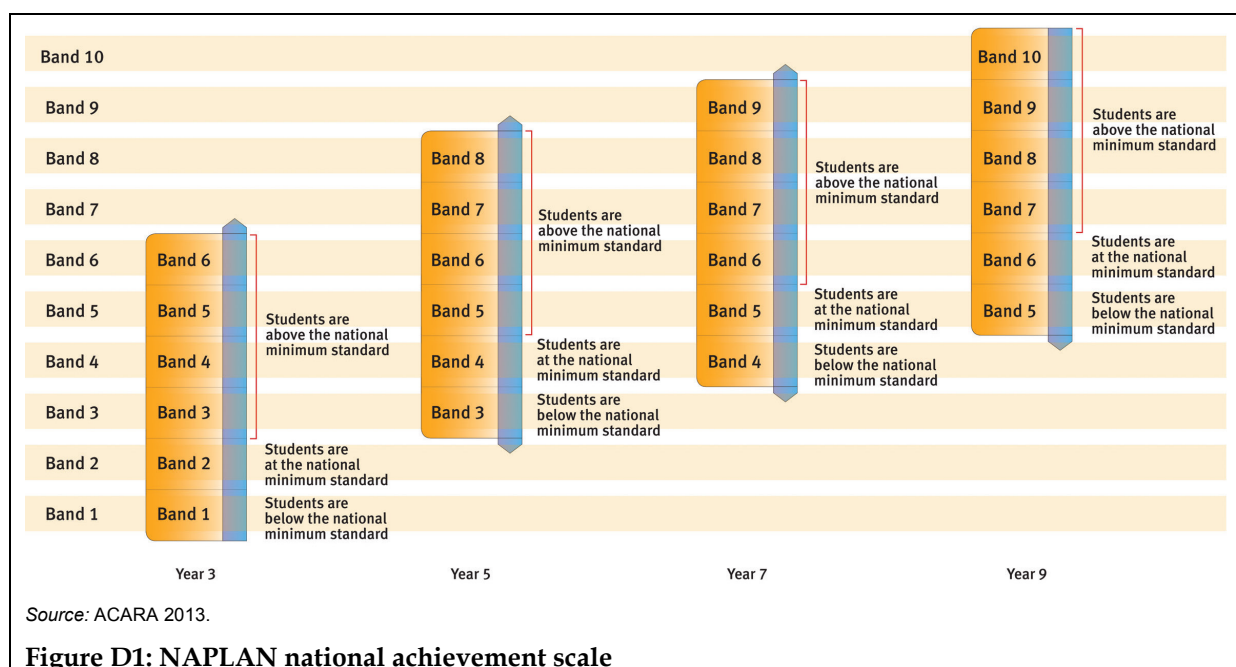 Band 10
Band 9
Band 8
Band 7
Band 6
Band 5
Band 4
Band 3
Band 2
Band 1
Band 6
Band 5
Band 4
Band 3
Band 2
Band 1
Students are
above the national
minimum standard
Students are
at the national
minimum standard
Students are
below the national
minimum standard
Year 3
Band 8
Band 7
Band 6
Band 5
Band 4
Band 3
Students are
above the national
minimum standard
Students are
at the national
minimum standard
Students are
below the national
minimum standard
Year 5
Band 9
Band 8
Band 7
Band 6
Band 5
Band 4
Students are
above the national
minimum standard
Students are
at the national
minimum standard
Students are
below the national
minimum standard
Year 7
Band 10
Band 9
Band 8
Band 7
Band 6
Band 5
Students are
above the national
minimum standard
Students are
at the national
minimum standard
Students are
below the national
minimum standard
Year 9
Source: ACARA 2013.
Figure D1: NAPLAN national achievement scale